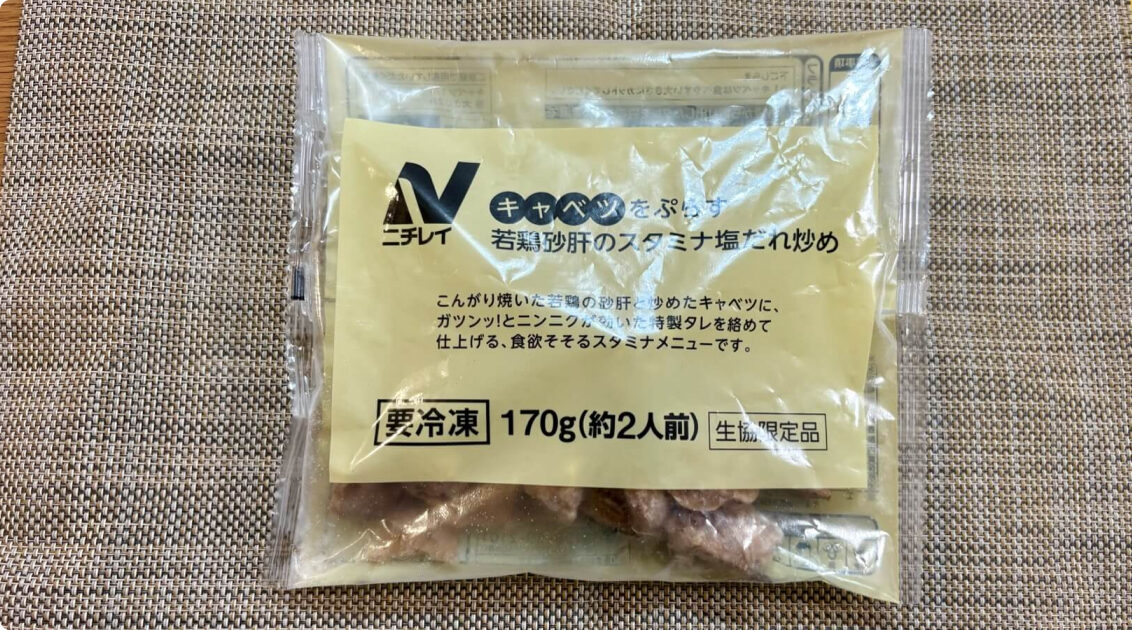 ニチレイ
キャベツをぷらす
若鶏砂肝のスタミナ塩だれ炒め
こんがり焼いた若鶏の砂肝と炒めたキャベツに、
ガツンッ!とニンニクが効いた特製タレを絡めて
仕上げる、食欲そそるスタミナメニューです。
要冷凍 170g(約2人前) 生協限定品